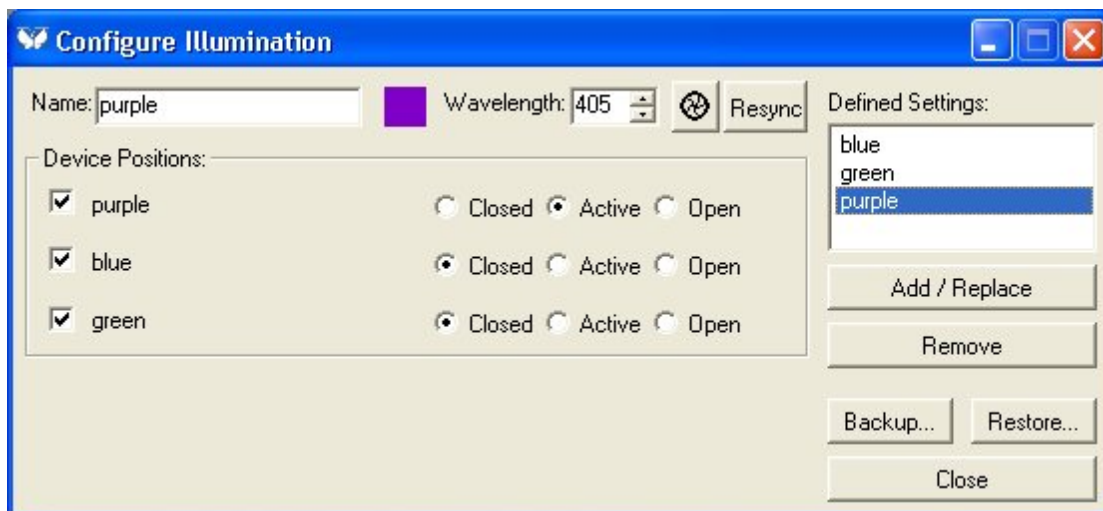 Configure Illumination
Name: purple
Wavelength: 405
Resync
Device Positions:
purple Closed Active Open
blue Closed Active Open
green Closed Active Open
Defined Settings:
blue
green
purple
Add / Replace
Remove
Backup... Restore...
Close